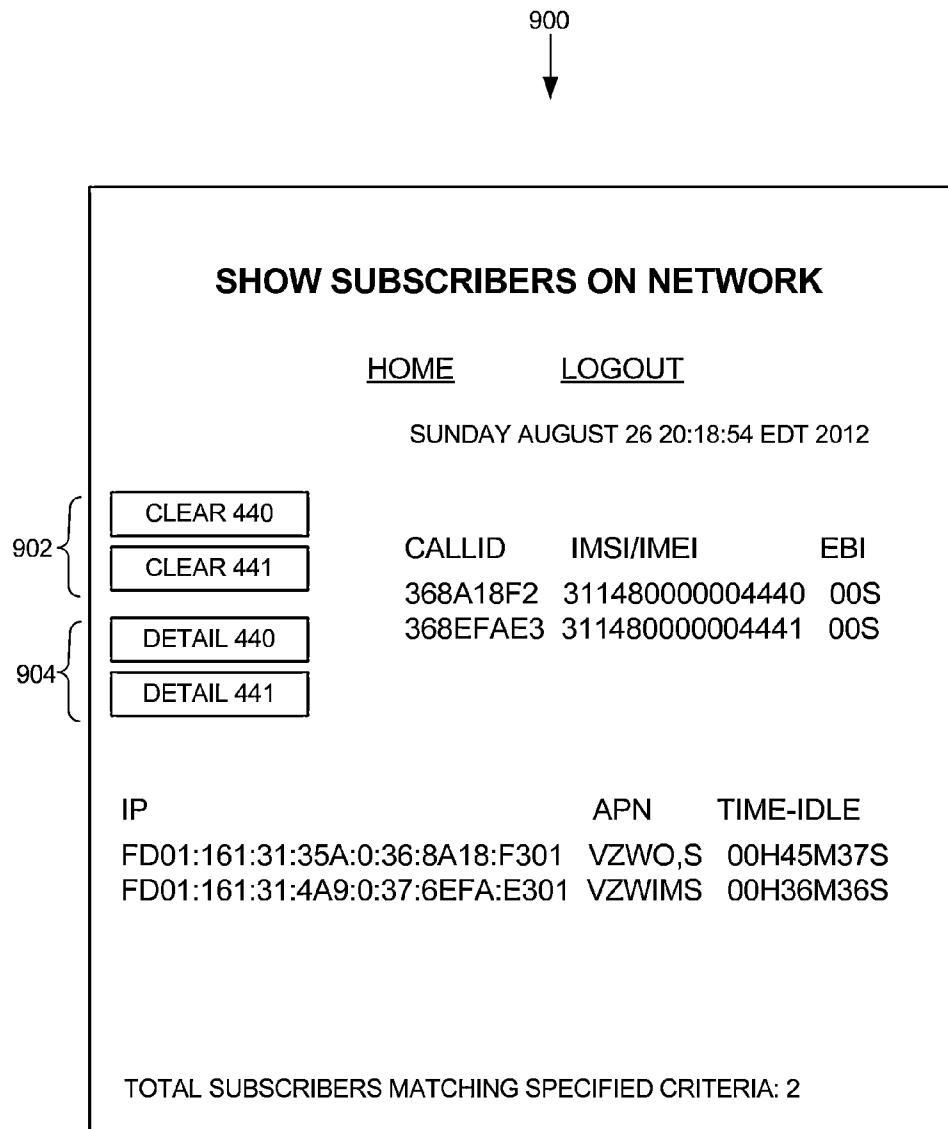 900
SHOW SUBSCRIBERS ON NETWORK
HOME LOGOUT
SUNDAY AUGUST 26 20:18:54 EDT 2012
902
CLEAR 440
CLEAR 441
904
DETAIL 440
DETAIL 441
CALLID IMSI/IMEI EBI
368A18F2 311480000004440 00S
368EFAE3 311480000004441 00S
IP APN TIME-IDLE
FD01:161:31:35A:0:36:8A18:F301 VZWO,S 00H45M37S
FD01:161:31:4A9:0:37:6EFA:E301 VZWIMS 00H36M36S
TOTAL SUBSCRIBERS MATCHING SPECIFIED CRITERIA: 2